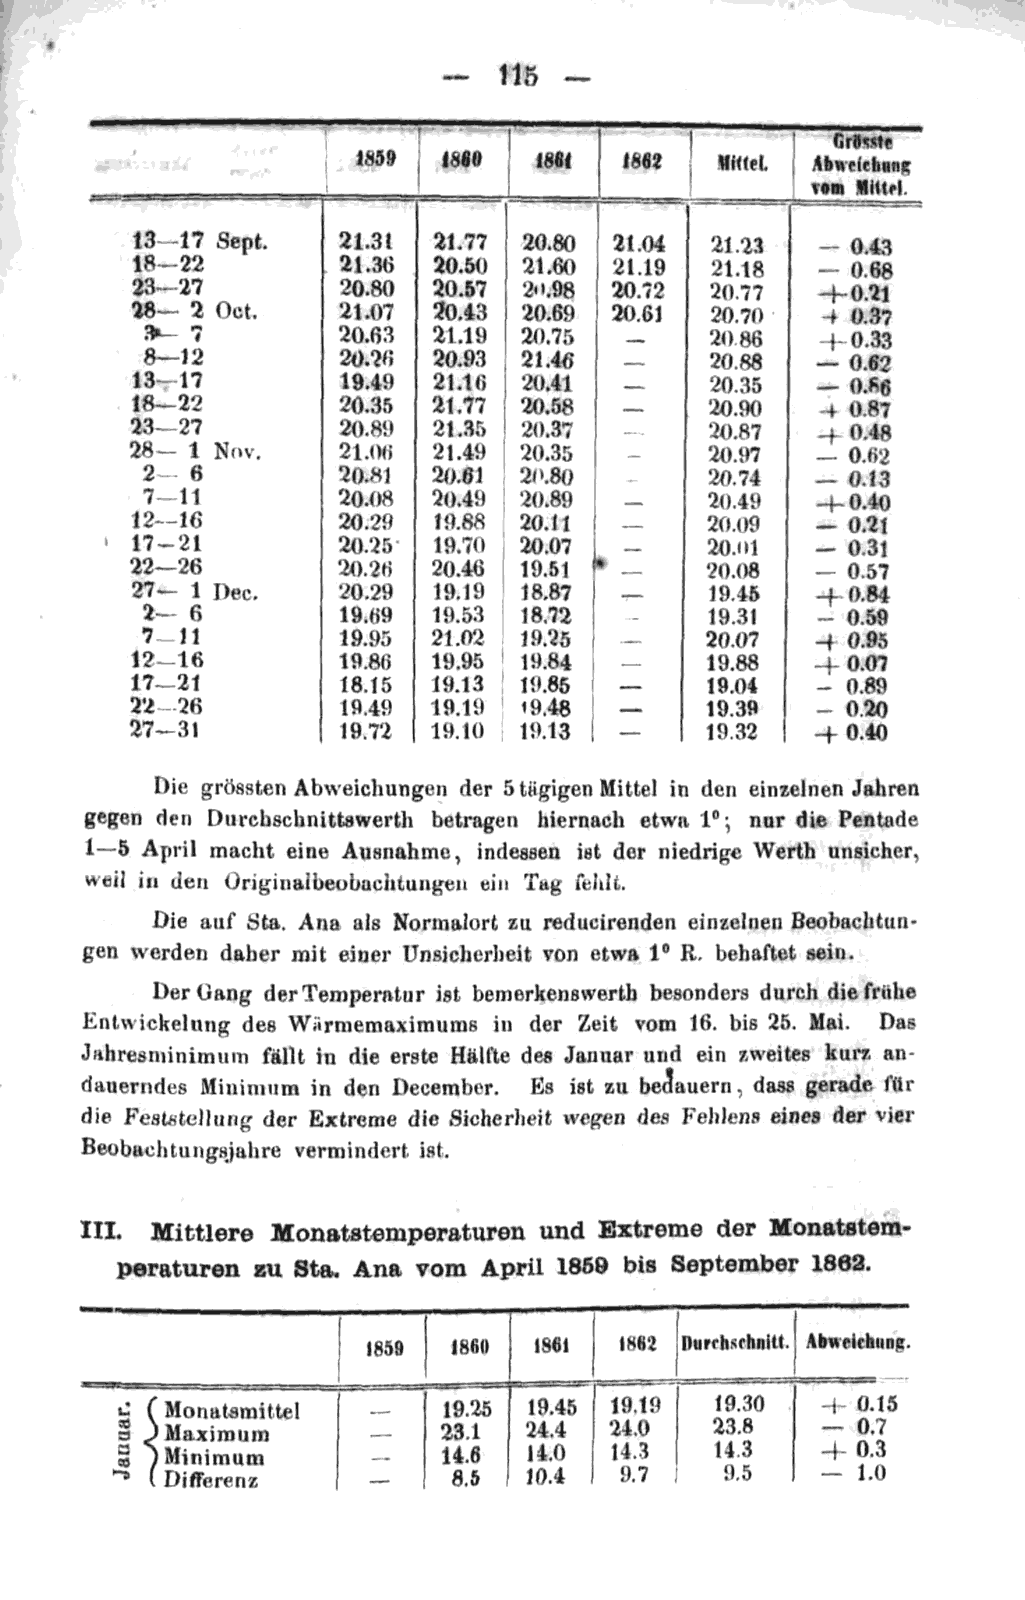 — 115 —
1859 1860 1861 1862 Mittel. Grösste Abweichung vom Mittel.
13—17 Sept. 21.31 21.77 20.80 21.04 21.23 — 0.43
18—22 21.36 20.50 21.60 21.19 21.18 — 0.68
23—27 20.80 20.57 20.98 20.72 20.77 + 0.21
28— 2 Oct. 21.07 20.43 20.69 20.61 20.70 + 0.37
3— 7 20.63 21.19 20.75 — 20.86 + 0.33
8—12 20.26 20.93 21.46 — 20.88 — 0.62
13—17 19.49 21.16 20.41 — 20.35 — 0.86
18—22 20.35 21.77 20.58 — 20.90 + 0.87
23—27 20.89 21.35 20.37 — 20.87 + 0.48
28— 1 Nov. 21.06 21.49 20.35 — 20.97 — 0.62
2— 6 20.81 20.61 20.80 — 20.74 — 0.13
7—11 20.08 20.49 20.89 — 20.49 + 0.40
12—16 20.29 19.88 20.11 — 20.09 — 0.21
17—21 20.25 19.70 20.07 — 20.01 — 0.31
22—26 20.26 20.46 19.51 — 20.08 — 0.57
27— 1 Dec. 20.29 19.19 18.87 — 19.45 + 0.84
2— 6 19.69 19.53 18.72 — 19.31 — 0.59
7—11 19.95 21.02 19.25 — 20.07 + 0.95
12—16 19.86 19.95 19.84 — 19.88 + 0.07
17—21 18.15 19.13 19.85 — 19.04 — 0.89
22—26 19.49 19.19 19.48 — 19.39 — 0.20
27—31 19.72 19.10 19.13 — 19.32 + 0.40
Die grössten Abweichungen der 5 tägigen Mittel in den einzelnen Jahren
gegen den Durchschnittswerth betragen hiernach etwa 1°; nur die Pentade
1—5 April macht eine Ausnahme, indessen ist der niedrige Werth unsicher,
weil in den Originalbeobachtungen ein Tag fehlt.
Die auf Sta. Ana als Normalort zu reducirenden einzelnen Beobachtun-
gen werden daher mit einer Unsicherheit von etwa 1° R. behaftet sein.
Der Gang der Temperatur ist bemerkenswerth besonders durch die frühe
Entwickelung des Wärmemaximums in der Zeit vom 16. bis 25. Mai. Das
Jahresminimum fällt in die erste Hälfte des Januar und ein zweites kurz an-
dauerndes Minimum in den December. Es ist zu bedauern, dass gerade für
die Feststellung der Extreme die Sicherheit wegen des Fehlens eines der vier
Beobachtungsjahre vermindert ist.
III. Mittlere Monatstemperaturen und Extreme der Monatstem-
peraturen zu Sta. Ana vom April 1859 bis September 1862.
1859 1860 1861 1862 Durchschnitt. Abweichung.
Januar.
Monatsmittel — 19.25 19.45 19.19 19.30 + 0.15
Maximum — 23.1 24.4 24.0 23.8 — 0.7
Minimum — 14.6 14.0 14.3 14.3 + 0.3
Differenz — 8.5 10.4 9.7 9.5 — 1.0